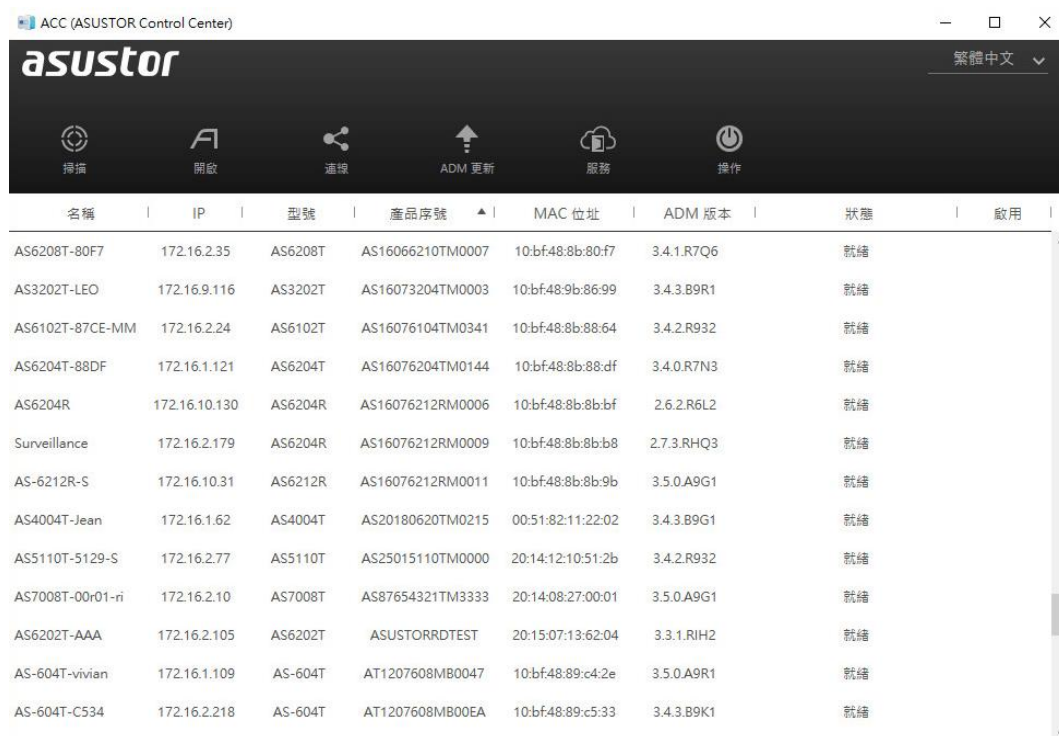 ACC (ASUSTOR Control Center)
asustor
繁體中文
掃描 開啟 連線 ADM 更新 服務 操作
名稱 IP 型號 產品序號 MAC 位址 ADM 版本 狀態 啟用
AS6208T-80F7 172.16.2.35 AS6208T AS16066210TM0007 10:bf:48:8b:80:f7 3.4.1.R7Q6 就緒
AS3202T-LEO 172.16.9.116 AS3202T AS16073204TM0003 10:bf:48:9b:86:99 3.4.3.B9R1 就緒
AS6102T-87CE-MM 172.16.2.24 AS6102T AS16076104TM0341 10:bf:48:8b:88:64 3.4.2.R932 就緒
AS6204T-88DF 172.16.1.121 AS6204T AS16076204TM0144 10:bf:48:8b:88:df 3.4.0.R7N3 就緒
AS6204R 172.16.10.130 AS6204R AS16076212RM0006 10:bf:48:8b:8b:bf 2.6.2.R6L2 就緒
Surveillance 172.16.2.179 AS6204R AS16076212RM0009 10:bf:48:8b:8b:b8 2.7.3.RHQ3 就緒
AS-6212R-S 172.16.10.31 AS6212R AS16076212RM0011 10:bf:48:8b:8b:9b 3.5.0.A9G1 就緒
AS4004T-Jean 172.16.1.62 AS4004T AS20180620TM0215 00:51:82:11:22:02 3.4.3.B9G1 就緒
AS5110T-5129-S 172.16.2.77 AS5110T AS25015110TM0000 20:14:12:10:51:2b 3.4.2.R932 就緒
AS7008T-00r01-ri 172.16.2.10 AS7008T AS87654321TM3333 20:14:08:27:00:01 3.5.0.A9G1 就緒
AS6202T-AAA 172.16.2.105 AS6202T ASUSTORRDTEST 20:15:07:13:62:04 3.3.1.RIH2 就緒
AS-604T-vivian 172.16.1.109 AS-604T AT1207608MB0047 10:bf:48:89:c4:2e 3.5.0.A9R1 就緒
AS-604T-C534 172.16.2.218 AS-604T AT1207608MB00EA 10:bf:48:89:c5:33 3.4.3.B9K1 就緒